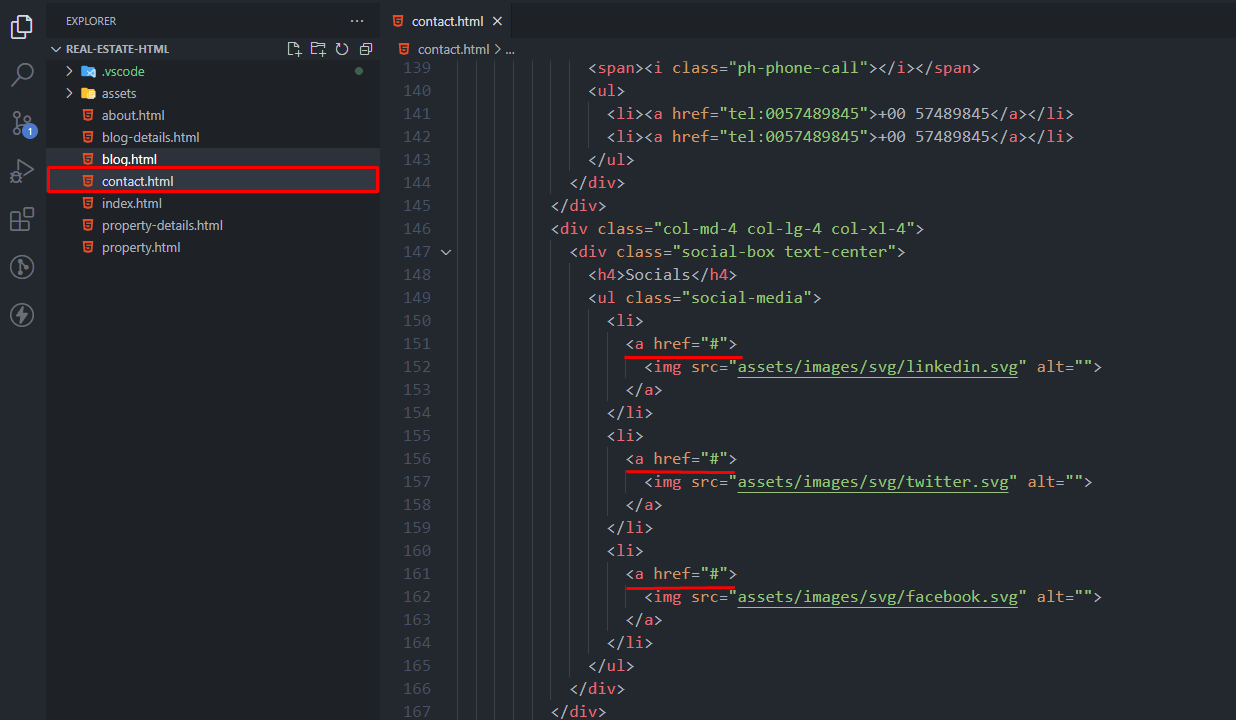 EXPLORER
REAL-ESTATE-HTML
.vscode
assets
about.html
blog-details.html
blog.html
contact.html
index.html
property-details.html
property.html
1
contact.html
contact.html > ...
139 <span><i class="ph-phone-call"></i></span>
140 <ul>
141 <li><a href="tel:0057489845">+00 57489845</a></li>
142 <li><a href="tel:0057489845">+00 57489845</a></li>
143 </ul>
144 </div>
145 </div>
146 <div class="col-md-4 col-lg-4 col-xl-4">
147 <div class="social-box text-center">
148 <h4>Socials</h4>
149 <ul class="social-media">
150 <li>
151 <a href="#">
152 <img src="assets/images/svg/linkedin.svg" alt="">
153 </a>
154 </li>
155 <li>
156 <a href="#">
157 <img src="assets/images/svg/twitter.svg" alt="">
158 </a>
159 </li>
160 <li>
161 <a href="#">
162 <img src="assets/images/svg/facebook.svg" alt="">
163 </a>
164 </li>
165 </ul>
166 </div>
167 </div>